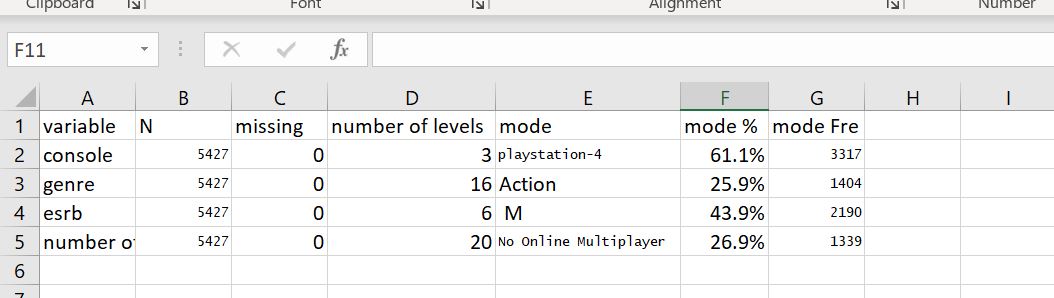 Clipboard Font Alignment Number
F11 fx
A B C D E F G H I
1 variable N missing number of levels mode mode % mode Fre
2 console 5427 0 3 playstation-4 61.1% 3317
3 genre 5427 0 16 Action 25.9% 1404
4 esrb 5427 0 6 M 43.9% 2190
5 number of 5427 0 20 No Online Multiplayer 26.9% 1339
6
7